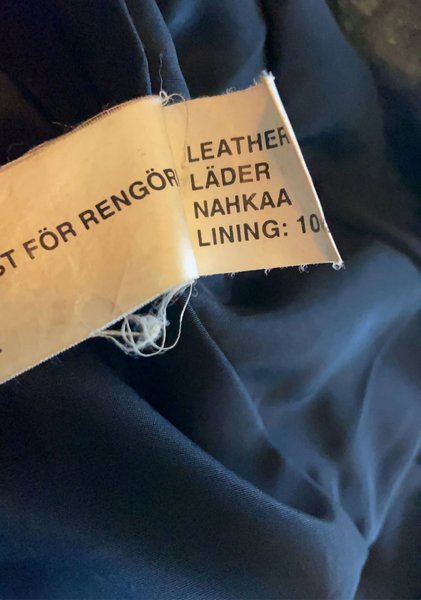 ST FÖR RENGÖR
LEATHER
LÄDER
NAHKAA
LINING: 10